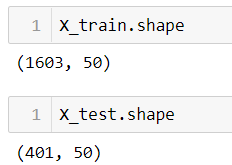 1 X_train.shape
(1603, 50)
1 X_test.shape
(401, 50)